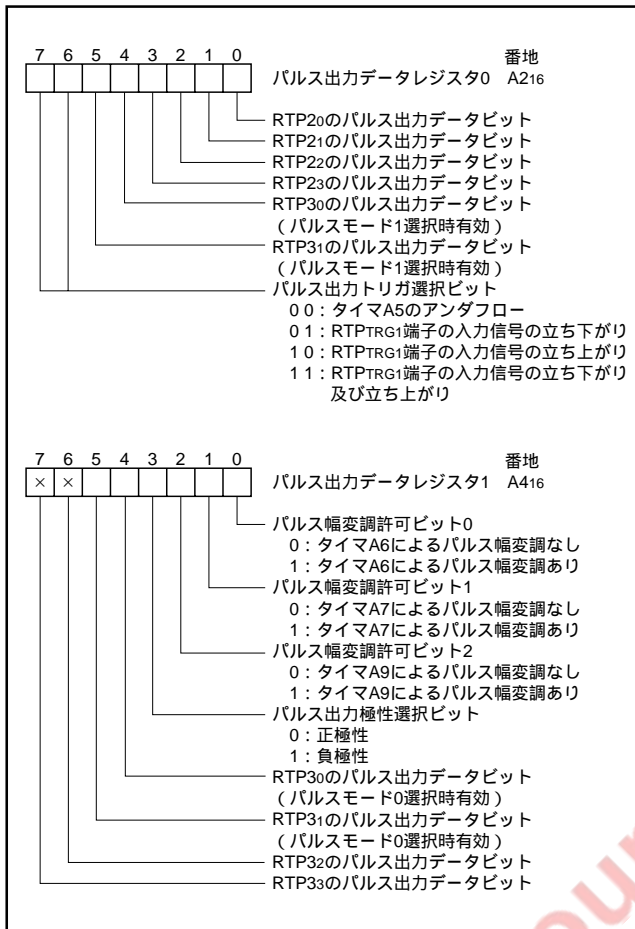 7 6 5 4 3 2 1 0 番地
パルス出力データレジスタ0 A216
RTP20のパルス出力データビット
RTP21のパルス出力データビット
RTP22のパルス出力データビット
RTP23のパルス出力データビット
RTP30のパルス出力データビット
（パルスモード1選択時有効）
RTP31のパルス出力データビット
（パルスモード1選択時有効）
パルス出力トリガ選択ビット
0 0：タイマA5のアンダフロー
0 1：RTPTRG1端子の入力信号の立ち下がり
1 0：RTPTRG1端子の入力信号の立ち上がり
1 1：RTPTRG1端子の入力信号の立ち下がり
及び立ち上がり
7 6 5 4 3 2 1 0 番地
× × パルス出力データレジスタ1 A416
パルス幅変調許可ビット0
0：タイマA6によるパルス幅変調なし
1：タイマA6によるパルス幅変調あり
パルス幅変調許可ビット1
0：タイマA7によるパルス幅変調なし
1：タイマA7によるパルス幅変調あり
パルス幅変調許可ビット2
0：タイマA9によるパルス幅変調なし
1：タイマA9によるパルス幅変調あり
パルス出力極性選択ビット
0：正極性
1：負極性
RTP30のパルス出力データビット
（パルスモード0選択時有効）
RTP31のパルス出力データビット
（パルスモード0選択時有効）
RTP32のパルス出力データビット
RTP33のパルス出力データビット